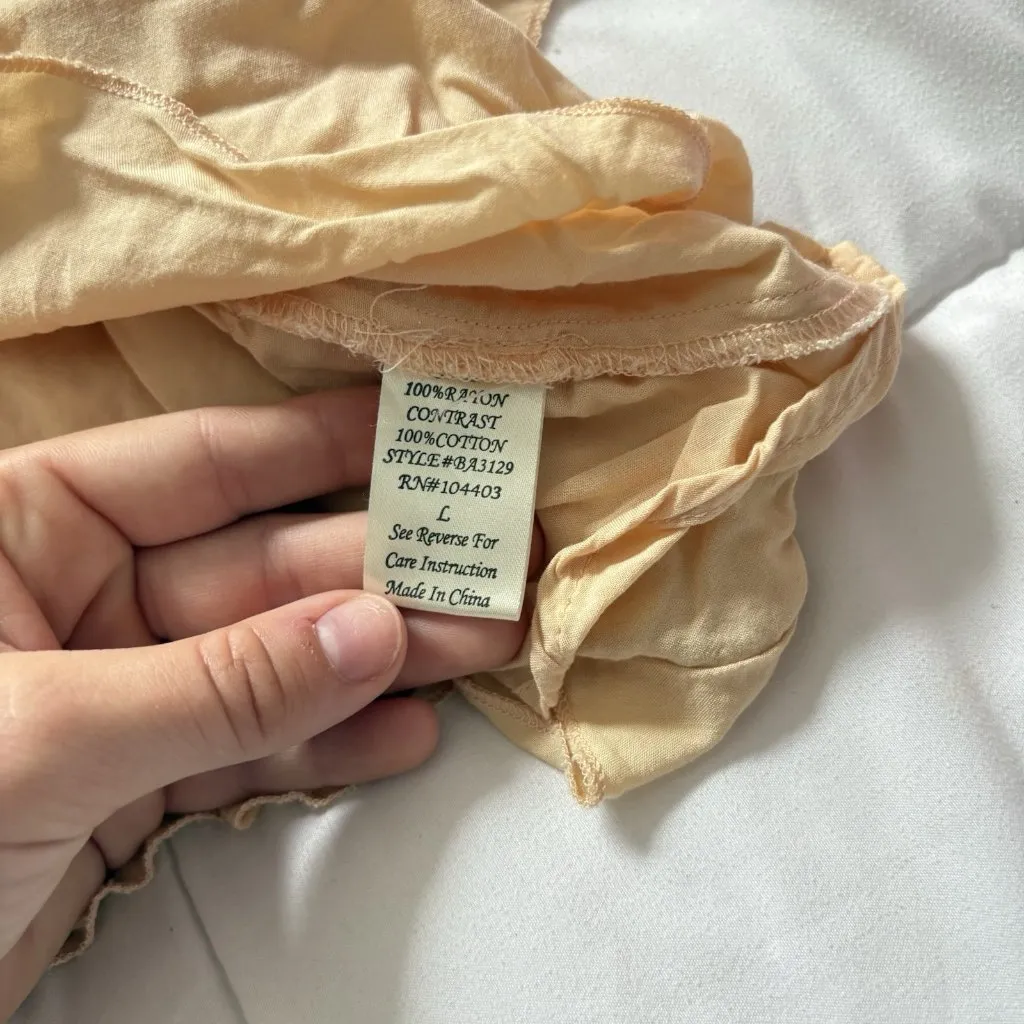 100%RAYON
CONTRAST
100%COTTON
STYLE#BA3129
RN#104403
L
See Reverse For
Care Instruction
Made In China